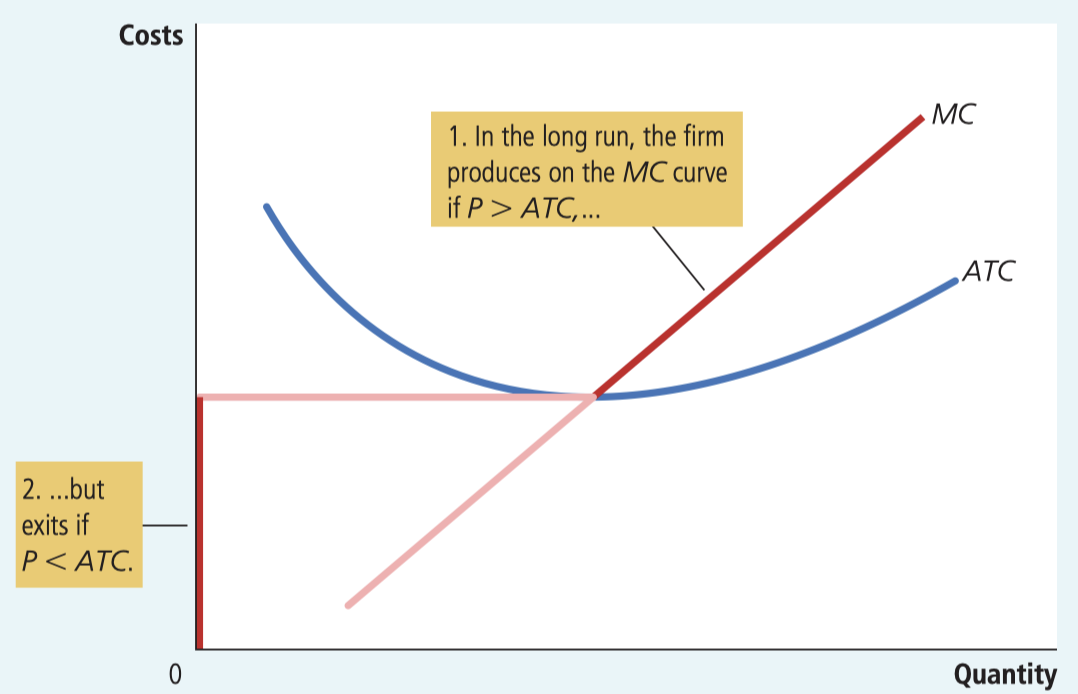 Costs
MC
1. In the long run, the firm
produces on the MC curve
if P > ATC,...
ATC
2. ...but
exits if
P < ATC.
0
Quantity